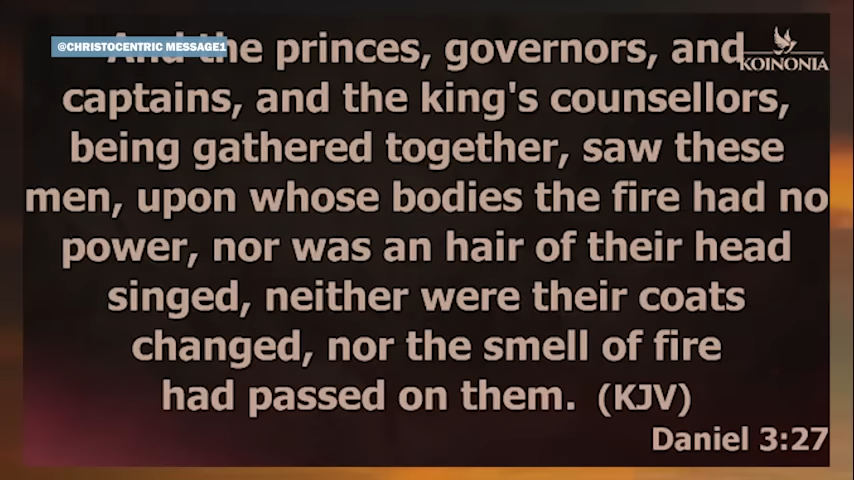 @CHRISTOCENTRIC MESSAGE1
KOINONIA
And the princes, governors, and
captains, and the king's counsellors,
being gathered together, saw these
men, upon whose bodies the fire had no
power, nor was an hair of their head
singed, neither were their coats
changed, nor the smell of fire
had passed on them. (KJV)
Daniel 3:27